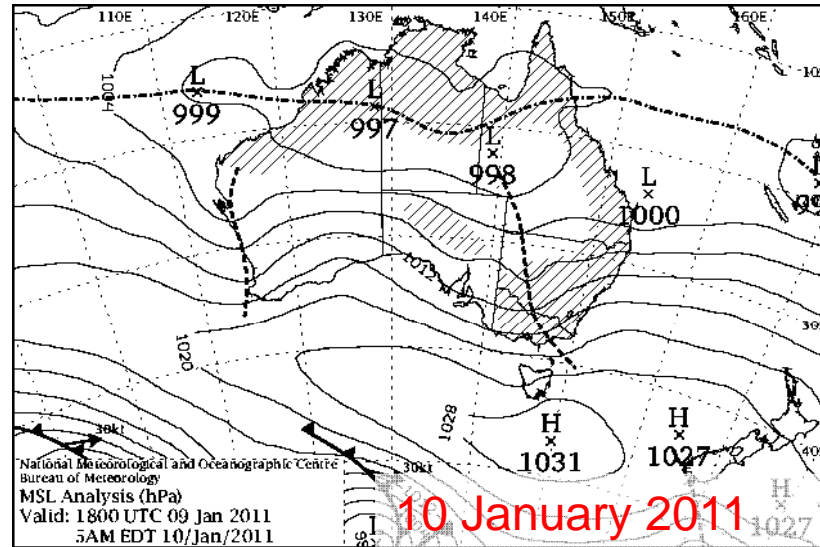 110E 120E 130E 140E 150E 160E
1004
L
999
L
997
L
998
L
1000
1012
1020
1028
H
1031
H
1027
H
1027
30kt
30kt
National Meteorological and Oceanographic Centre
Bureau of Meteorology
MSL Analysis (hPa)
Valid: 1800 UTC 09 Jan 2011
5AM EDT 10/Jan/2011
10 January 2011